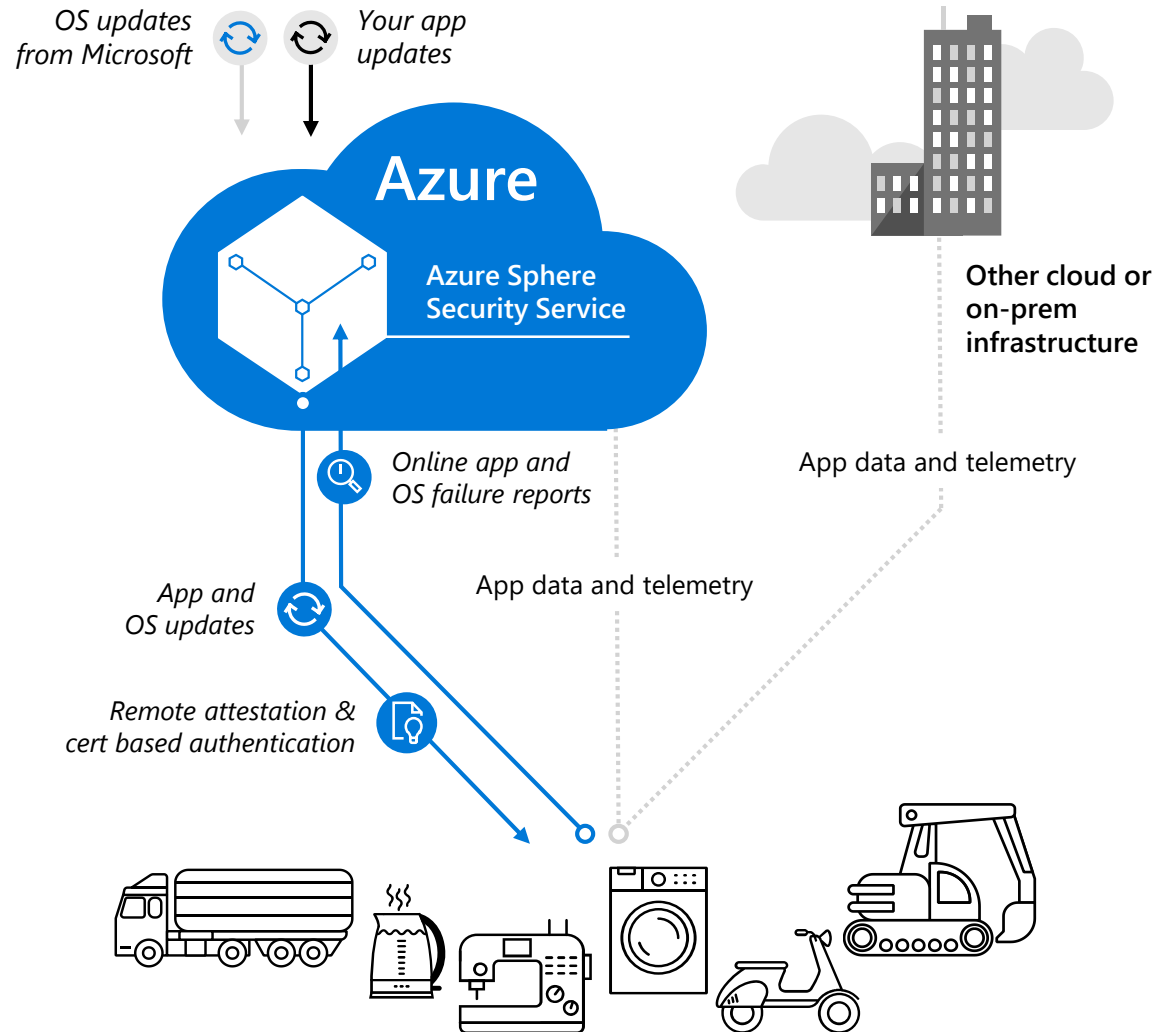 OS updates
from Microsoft
Your app
updates
Azure
Azure Sphere
Security Service
Other cloud or
on-prem
infrastructure
Online app and
OS failure reports
App data and telemetry
App and
OS updates
App data and telemetry
Remote attestation &
cert based authentication